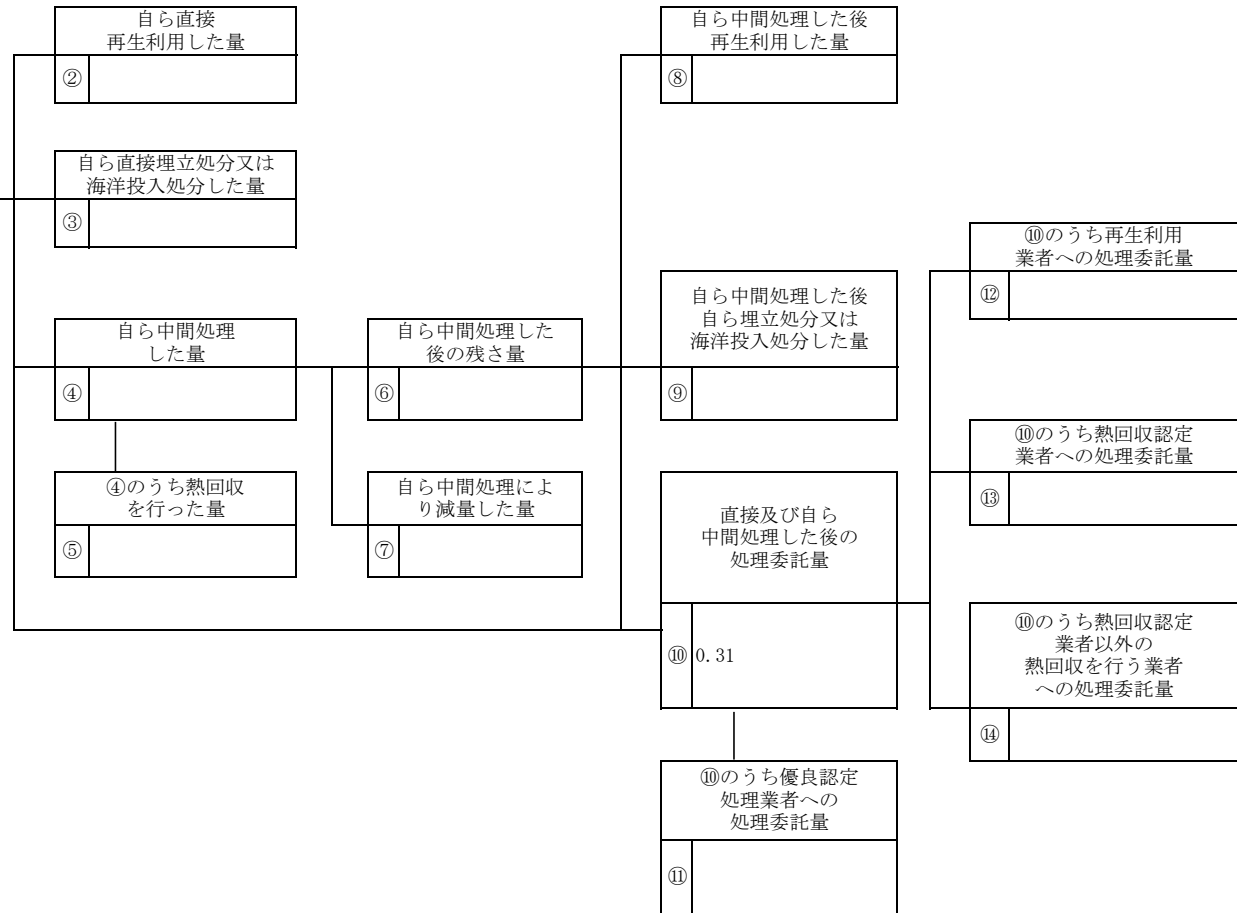 自ら直接
再生利用した量
②
自ら直接埋立処分又は
海洋投入処分した量
③
自ら中間処理
した量
④
④のうち熱回収
を行った量
⑤
自ら中間処理した
後の残さ量
⑥
自ら中間処理によ
り減量した量
⑦
自ら中間処理した後
再生利用した量
⑧
自ら中間処理した後
自ら埋立処分又は
海洋投入処分した量
⑨
直接及び自ら
中間処理した後の
処理委託量
⑩ 0.31
⑩のうち優良認定
処理業者への
処理委託量
⑪
⑩のうち再生利用
業者への処理委託量
⑫
⑩のうち熱回収認定
業者への処理委託量
⑬
⑩のうち熱回収認定
業者以外の
熱回収を行う業者
への処理委託量
⑭